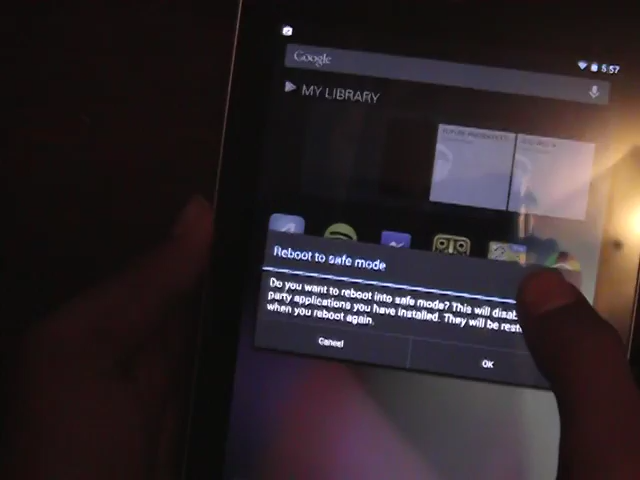 Google
5:57
MY LIBRARY
Reboot to safe mode
Do you want to reboot into safe mode? This will disab
party applications you have installed. They will be rest
when you reboot again.
Cancel
OK